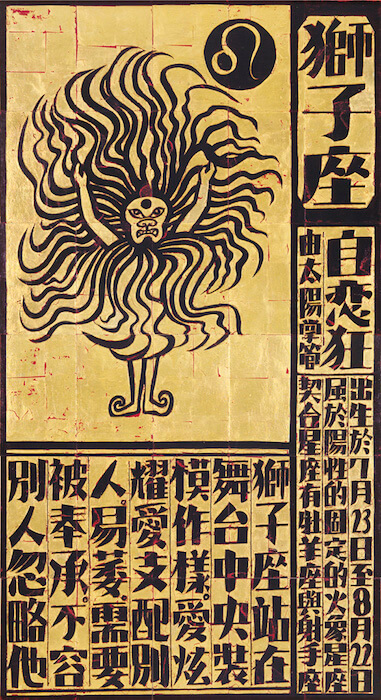 獅子座
自恋狂
由太陽掌管
出生於7月23日至8月22日
属於陽性的固定的火象星座
契合星座有牡羊座與射手座
獅子座站在
舞台中央裝
模作樣。愛炫
耀愛支配別
人。易萎。需要
被奉承。不容
別人忽略他